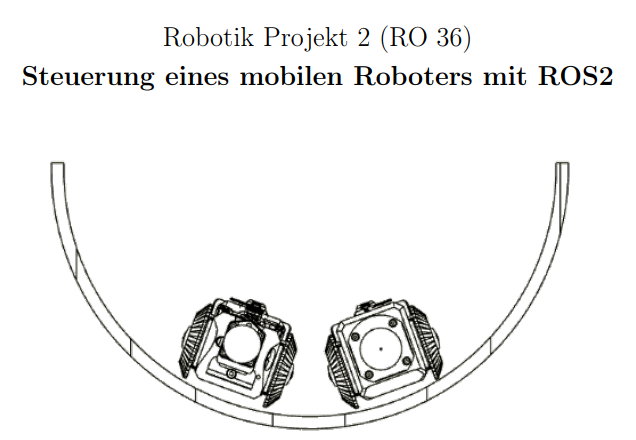 Robotik Projekt 2 (RO 36)
Steuerung eines mobilen Roboters mit ROS2